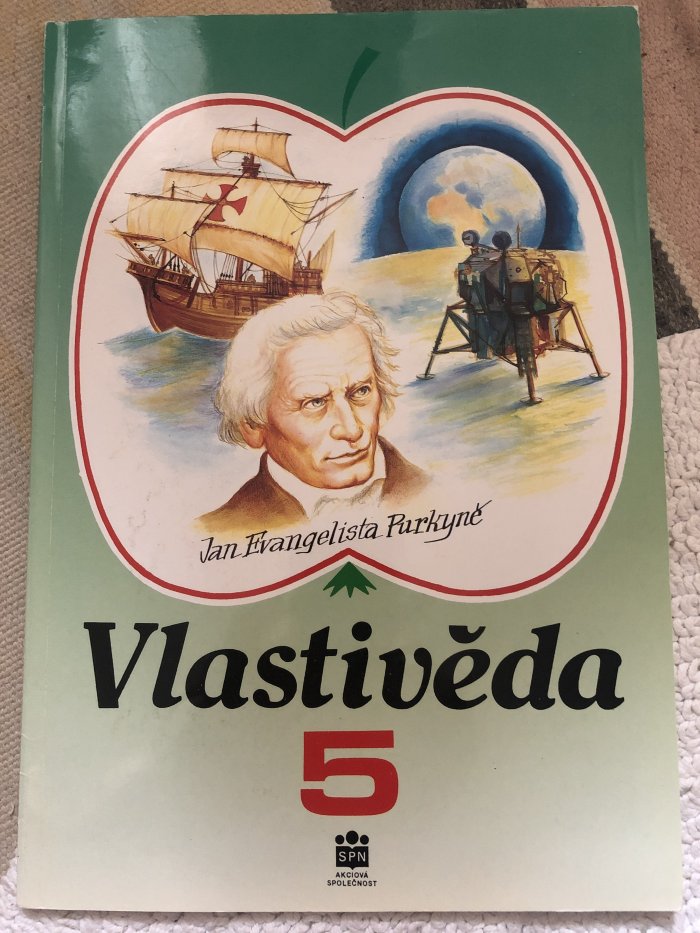 Jan Evangelista Purkyně
Vlastivěda
5
SPN
AKCIOVÁ
SPOLEČNOST